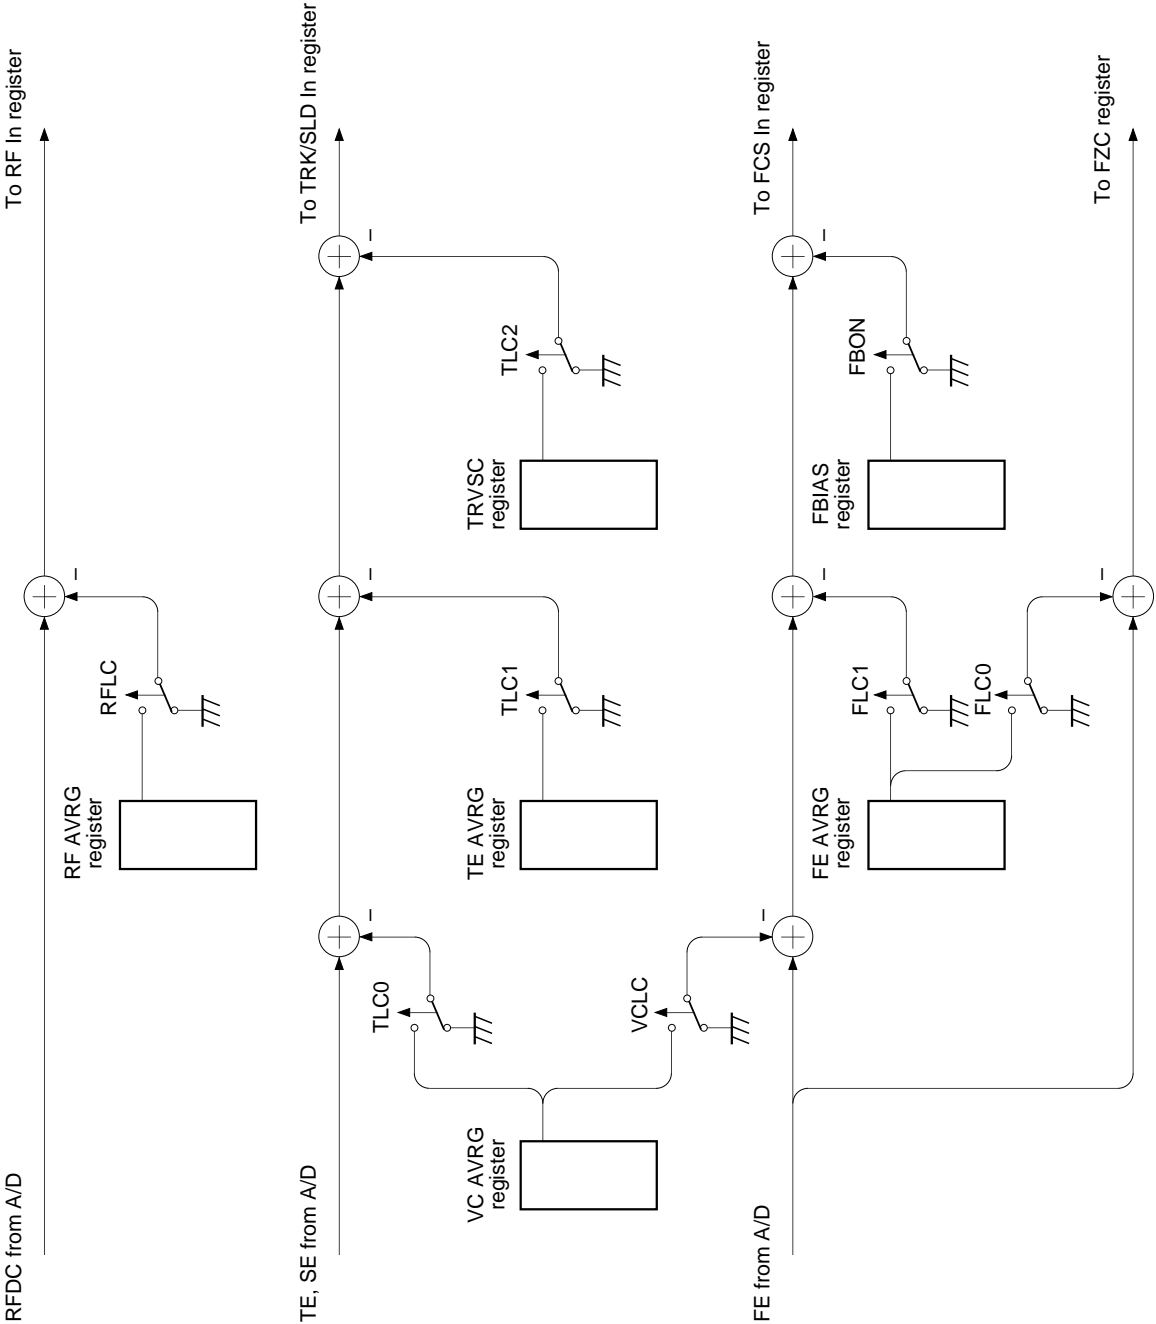 RFDC from A/D
RF AVRG
register
RFLC
–
To RF In register
TE, SE from A/D
TLC0
–
VC AVRG
register
VCLC
–
TE AVRG
register
TLC1
–
TRVSC
register
TLC2
–
To TRK/SLD In register
FE from A/D
FE AVRG
register
FLC1
–
FLC0
–
FBIAS
register
FBON
–
To FCS In register
To FZC register